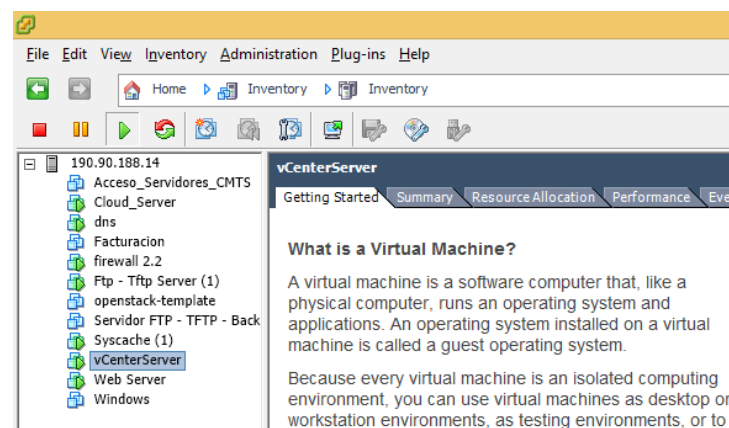 File Edit View Inventory Administration Plug-ins Help
Home Inventory Inventory
190.90.188.14
Acceso_Servidores_CMTS
Cloud_Server
dns
Facturacion
firewall 2.2
Ftp - Tftp Server (1)
openstack-template
Servidor FTP - TFTP - Back
Syscache (1)
vCenterServer
Web Server
Windows
vCenterServer
Getting Started Summary Resource Allocation Performance Eve
What is a Virtual Machine?
A virtual machine is a software computer that, like a
physical computer, runs an operating system and
applications. An operating system installed on a virtual
machine is called a guest operating system.
Because every virtual machine is an isolated computing
environment, you can use virtual machines as desktop or
workstation environments, as testing environments, or to